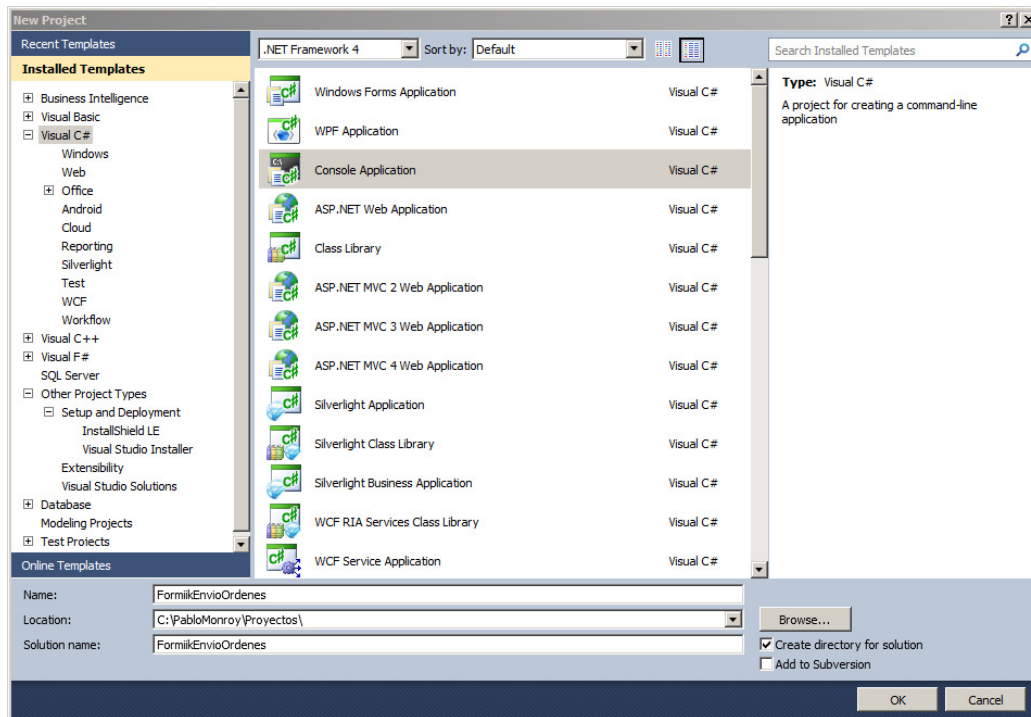 New Project
Recent Templates
Installed Templates
Business Intelligence
Visual Basic
Visual C#
Windows
Web
Office
Android
Cloud
Reporting
Silverlight
Test
WCF
Workflow
Visual C++
Visual F#
SQL Server
Other Project Types
Setup and Deployment
InstallShield LE
Visual Studio Installer
Extensibility
Visual Studio Solutions
Database
Modeling Projects
Test Projects
Online Templates
.NET Framework 4
Sort by: Default
Windows Forms Application Visual C#
WPF Application Visual C#
Console Application Visual C#
ASP.NET Web Application Visual C#
Class Library Visual C#
ASP.NET MVC 2 Web Application Visual C#
ASP.NET MVC 3 Web Application Visual C#
ASP.NET MVC 4 Web Application Visual C#
Silverlight Application Visual C#
Silverlight Class Library Visual C#
Silverlight Business Application Visual C#
WCF RIA Services Class Library Visual C#
WCF Service Application Visual C#
Search Installed Templates
Type: Visual C#
A project for creating a command-line
application
Name: FormiikEnvioOrdenes
Location: C:\PabloMonroy\Proyectos\
Browse...
Solution name: FormiikEnvioOrdenes
Create directory for solution
Add to Subversion
OK
Cancel